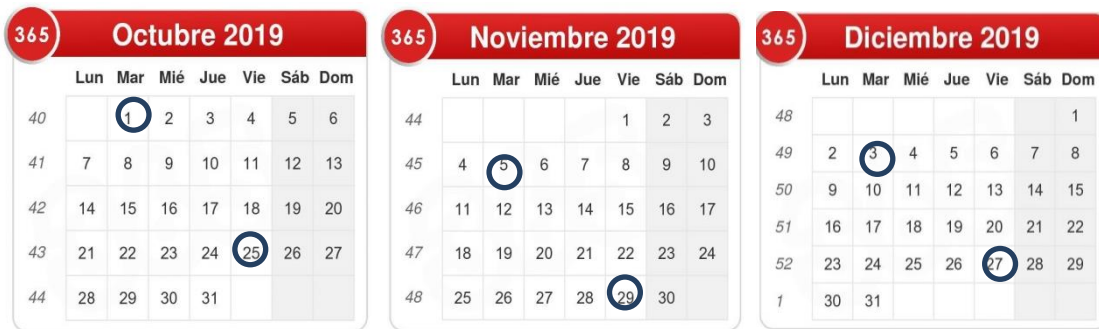 365 Octubre 2019
Lun Mar Mié Jue Vie Sáb Dom
40 1 2 3 4 5 6
41 7 8 9 10 11 12 13
42 14 15 16 17 18 19 20
43 21 22 23 24 25 26 27
44 28 29 30 31
365 Noviembre 2019
Lun Mar Mié Jue Vie Sáb Dom
44 1 2 3
45 4 5 6 7 8 9 10
46 11 12 13 14 15 16 17
47 18 19 20 21 22 23 24
48 25 26 27 28 29 30
365 Diciembre 2019
Lun Mar Mié Jue Vie Sáb Dom
48 1
49 2 3 4 5 6 7 8
50 9 10 11 12 13 14 15
51 16 17 18 19 20 21 22
52 23 24 25 26 27 28 29
1 30 31